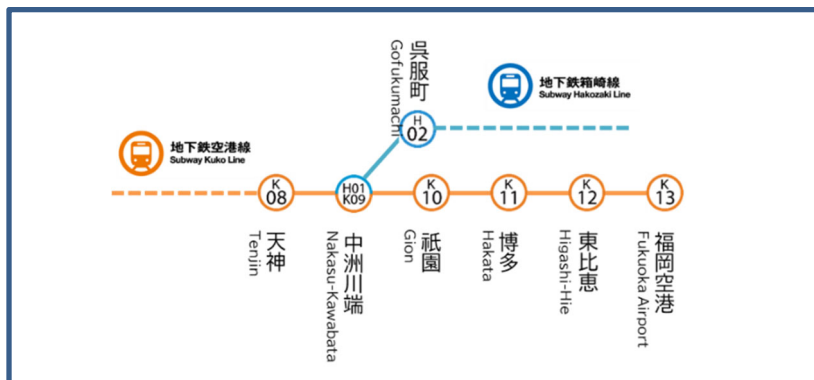 呉服町
Gofukumachi
H
02
地下鉄箱崎線
Subway Hakozaki Line
地下鉄空港線
Subway Kuko Line
K
08
H01
K09
K
10
K
11
K
12
K
13
天神
Tenjin
中洲川端
Nakasu-Kawabata
祇園
Gion
博多
Hakata
東比恵
Higashi-Hie
福岡空港
Fukuoka Airport